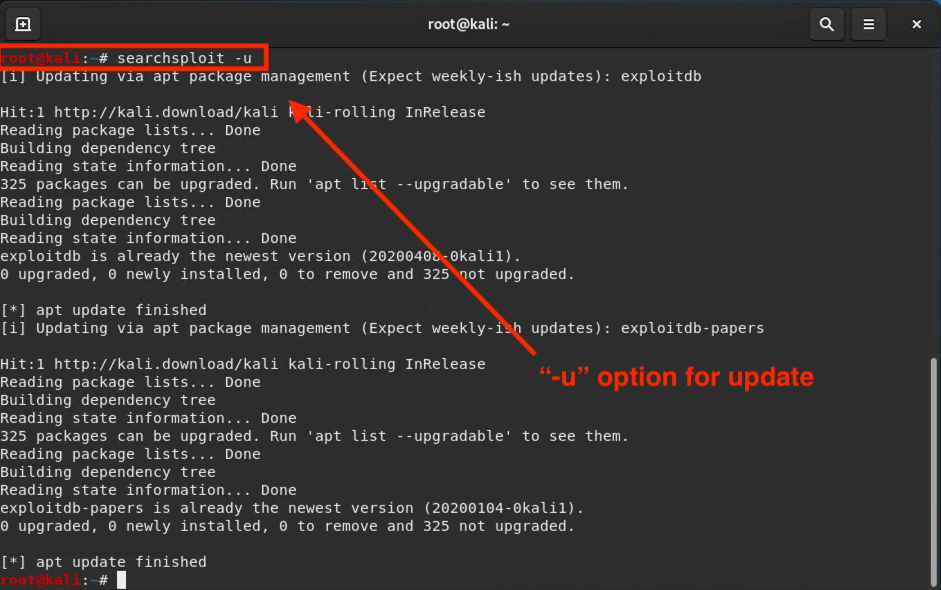 root@kali: ~
root@kali:~# searchsploit -u
[i] Updating via apt package management (Expect weekly-ish updates): exploitdb
Hit:1 http://kali.download/kali kali-rolling InRelease
Reading package lists... Done
Building dependency tree
Reading state information... Done
325 packages can be upgraded. Run 'apt list --upgradable' to see them.
Reading package lists... Done
Building dependency tree
Reading state information... Done
exploitdb is already the newest version (20200408-0kali1).
0 upgraded, 0 newly installed, 0 to remove and 325 not upgraded.
[*] apt update finished
[i] Updating via apt package management (Expect weekly-ish updates): exploitdb-papers
Hit:1 http://kali.download/kali kali-rolling InRelease
“-u” option for update
Reading package lists... Done
Building dependency tree
Reading state information... Done
325 packages can be upgraded. Run 'apt list --upgradable' to see them.
Reading package lists... Done
Building dependency tree
Reading state information... Done
exploitdb-papers is already the newest version (20200104-0kali1).
0 upgraded, 0 newly installed, 0 to remove and 325 not upgraded.
[*] apt update finished
root@kali:~#